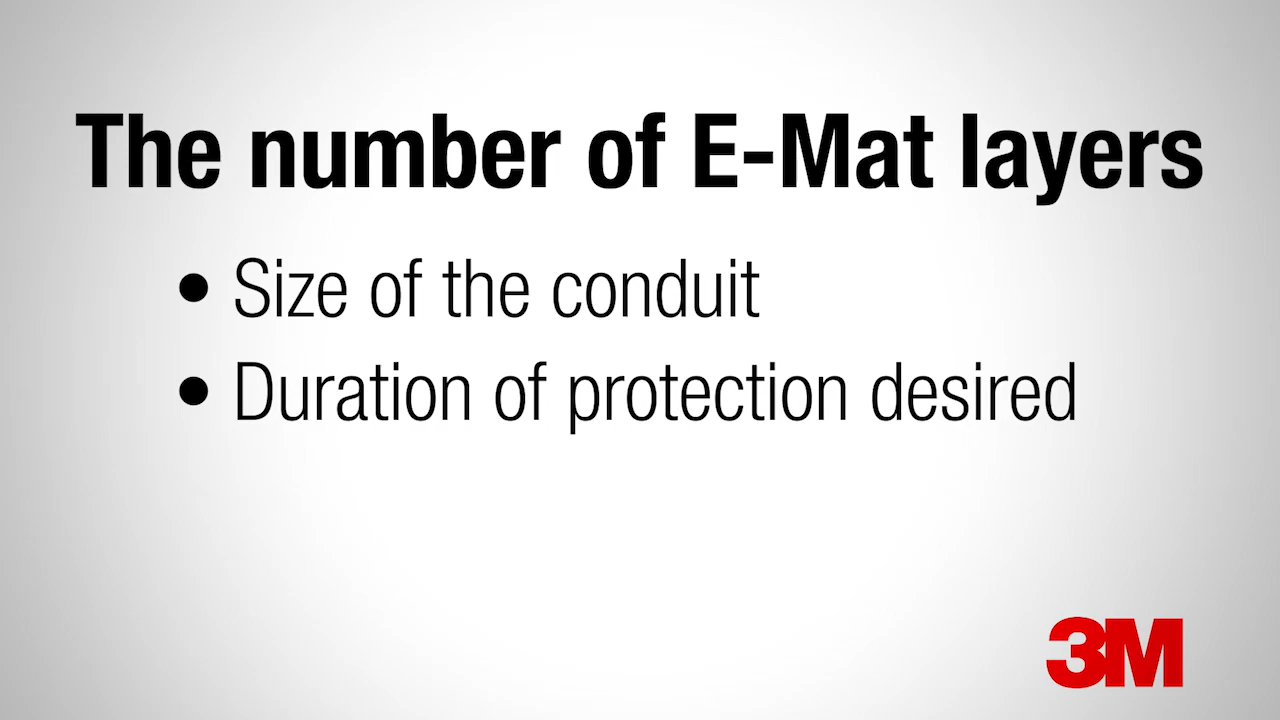 The number of E-Mat layers
• Size of the conduit
• Duration of protection desired
3M